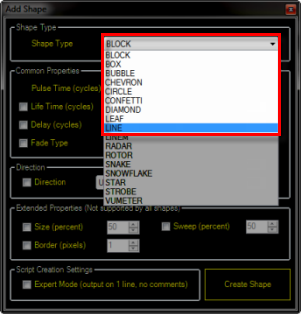 Add Shape
Shape Type
Shape Type
BLOCK
BLOCK
BOX
BUBBLE
CHEVRON
CIRCLE
CONFETTI
DIAMOND
LEAF
LINE
LINEM
RADAR
ROTOR
SNAKE
SNOWFLAKE
STAR
STROBE
VUMETER
Common Properties
Pulse Time (cycles)
Life Time (cycles)
Delay (cycles)
Fade Type
Direction
Direction
U
Extended Properties (Not supported by all shapes)
Size (percent) 50 Sweep (percent) 50
Border (pixels) 1
Script Creation Settings
Expert Mode (output on 1 line, no comments) Create Shape